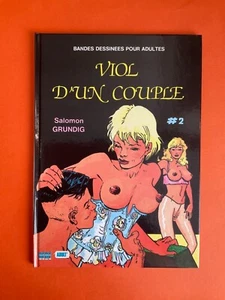 BANDES DESSINEES POUR ADULTES
VIOL
D'UN COUPLE
#2
Salomon
GRUNDIG